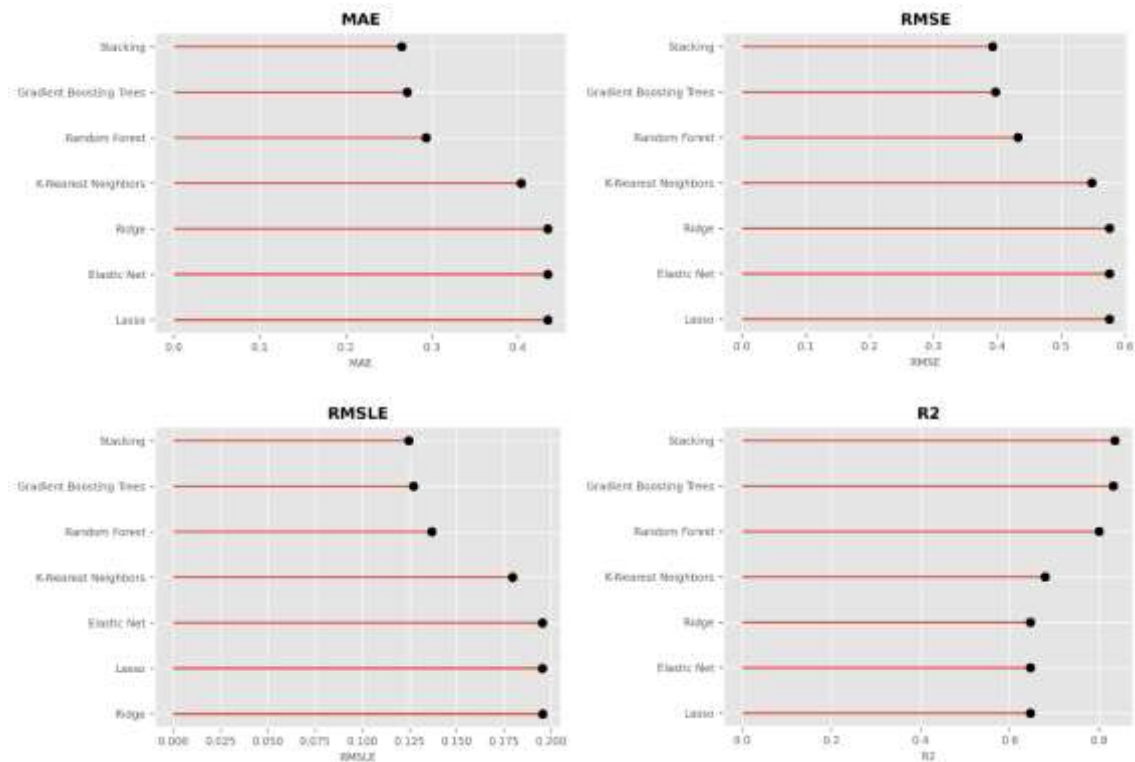 MAE
Stacking
Gradient Boosting Trees
Random Forest
K-Nearest Neighbors
Ridge
Elastic Net
Lasso
0.0 0.1 0.2 0.3 0.4
MAE
RMSE
Stacking
Gradient Boosting Trees
Random Forest
K-Nearest Neighbors
Ridge
Elastic Net
Lasso
0.0 0.1 0.2 0.3 0.4 0.5 0.6
RMSE
RMSLE
Stacking
Gradient Boosting Trees
Random Forest
K-Nearest Neighbors
Elastic Net
Lasso
Ridge
0.000 0.025 0.050 0.075 0.100 0.125 0.150 0.175 0.200
RMSLE
R2
Stacking
Gradient Boosting Trees
Random Forest
K-Nearest Neighbors
Ridge
Elastic Net
Lasso
0.0 0.2 0.4 0.6 0.8
R2